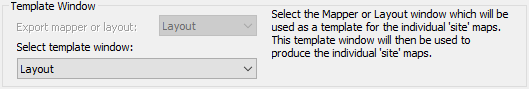 Template Window
Export mapper or layout: Layout
Select template window:
Layout
Select the Mapper or Layout window which will be
used as a template for the individual 'site' maps.
This template window will then be used to
produce the individual 'site' maps.